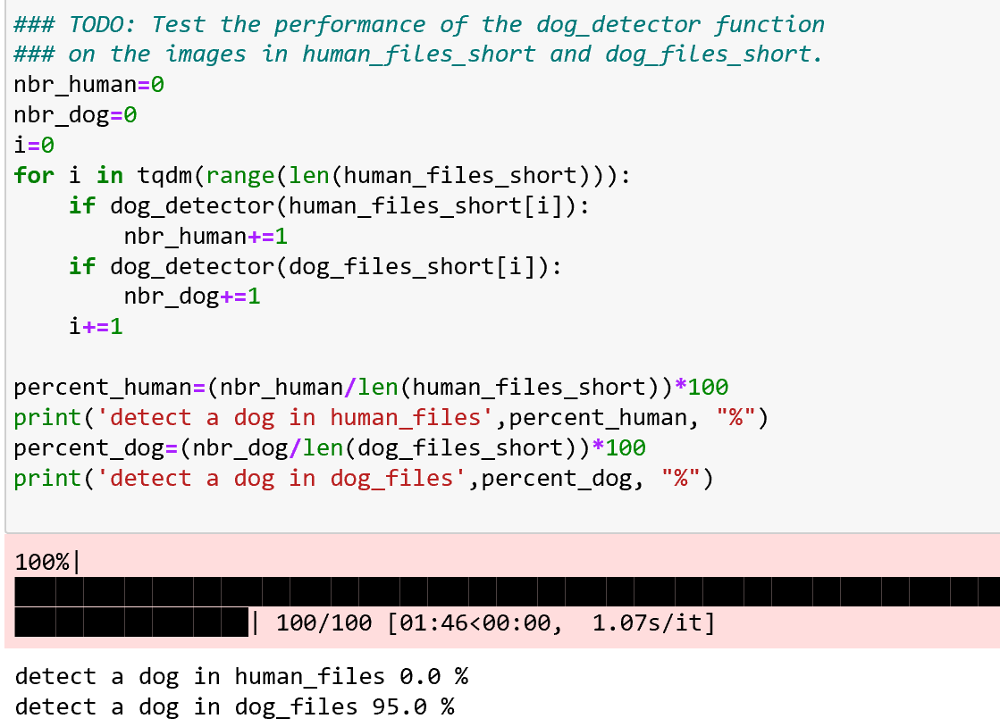 ### TODO: Test the performance of the dog_detector function
### on the images in human_files_short and dog_files_short.
nbr_human=0
nbr_dog=0
i=0
for i in tqdm(range(len(human_files_short))):
    if dog_detector(human_files_short[i]):
        nbr_human+=1
    if dog_detector(dog_files_short[i]):
        nbr_dog+=1
    i+=1
percent_human=(nbr_human/len(human_files_short))*100
print('detect a dog in human_files',percent_human, "%")
percent_dog=(nbr_dog/len(dog_files_short))*100
print('detect a dog in dog_files',percent_dog, "%")
100%|
| 100/100 [01:46<00:00,  1.07s/it]
detect a dog in human_files 0.0 %
detect a dog in dog_files 95.0 %